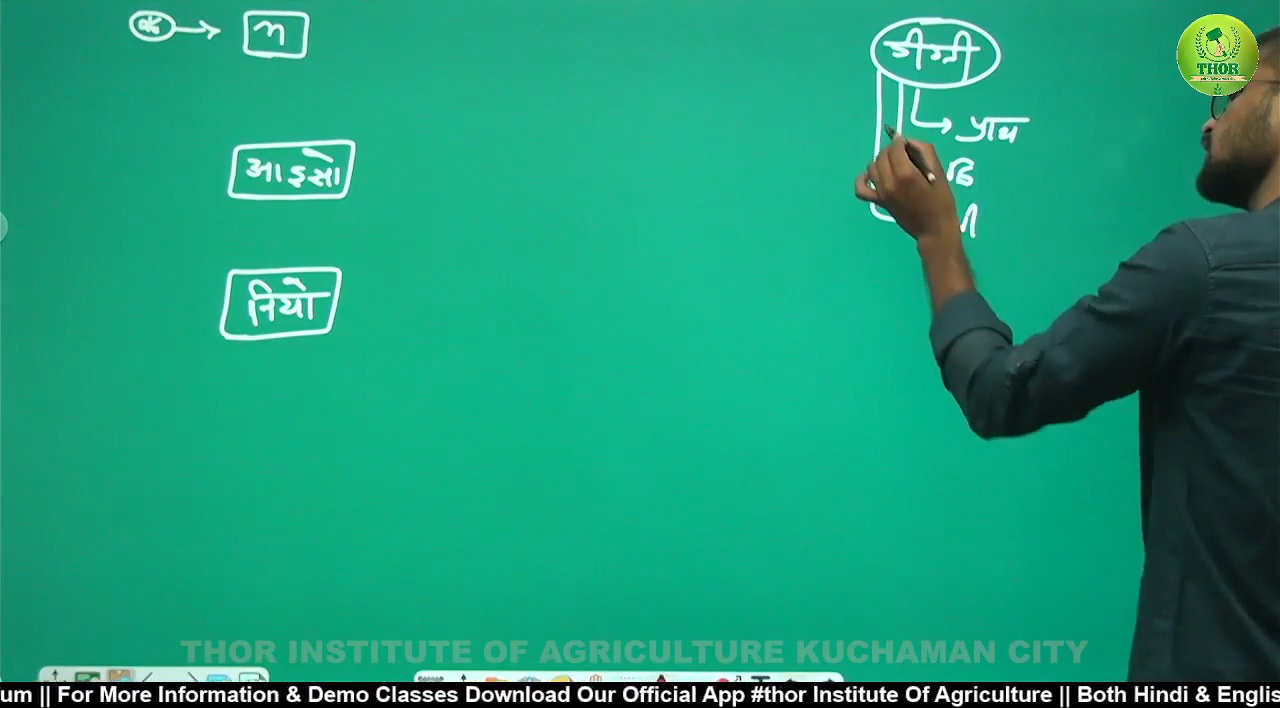 n
आइसो
नियो
डीग्री
प्राथ
THOR
THOR INSTITUTE OF AGRICULTURE KUCHAMAN CITY
um || For More Information & Demo Classes Download Our Official App #thor Institute Of Agriculture || Both Hindi & Englis